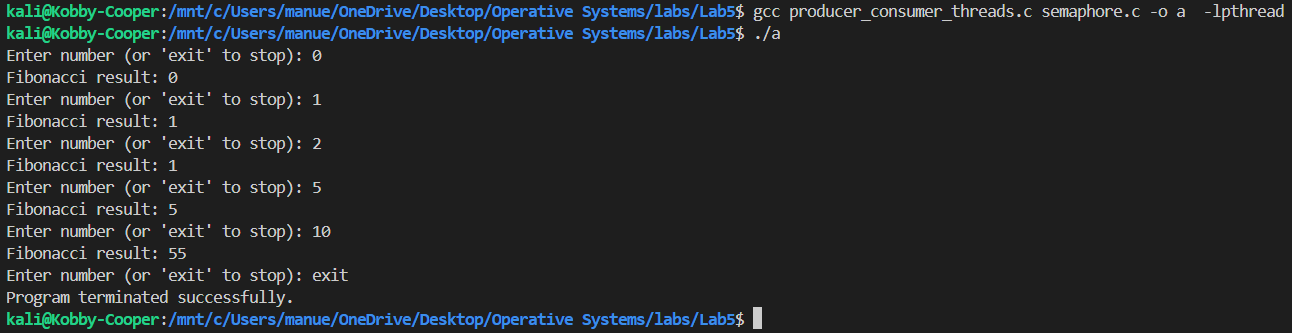 kali@Kobby-Cooper:/mnt/c/Users/manue/OneDrive/Desktop/Operative Systems/labs/Lab5$ gcc producer_consumer_threads.c semaphore.c -o a  -lpthread
kali@Kobby-Cooper:/mnt/c/Users/manue/OneDrive/Desktop/Operative Systems/labs/Lab5$ ./a
Enter number (or 'exit' to stop): 0
Fibonacci result: 0
Enter number (or 'exit' to stop): 1
Fibonacci result: 1
Enter number (or 'exit' to stop): 2
Fibonacci result: 1
Enter number (or 'exit' to stop): 5
Fibonacci result: 5
Enter number (or 'exit' to stop): 10
Fibonacci result: 55
Enter number (or 'exit' to stop): exit
Program terminated successfully.
kali@Kobby-Cooper:/mnt/c/Users/manue/OneDrive/Desktop/Operative Systems/labs/Lab5$